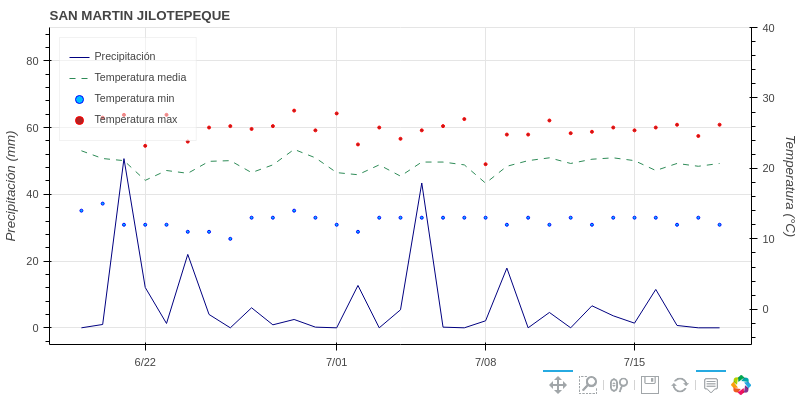 SAN MARTIN JILOTEPEQUE
Precipitación
Temperatura media
Temperatura min
Temperatura max
Precipitación (mm)
80
60
40
20
0
Temperatura (°C)
40
30
20
10
0
6/22
7/01
7/08
7/15